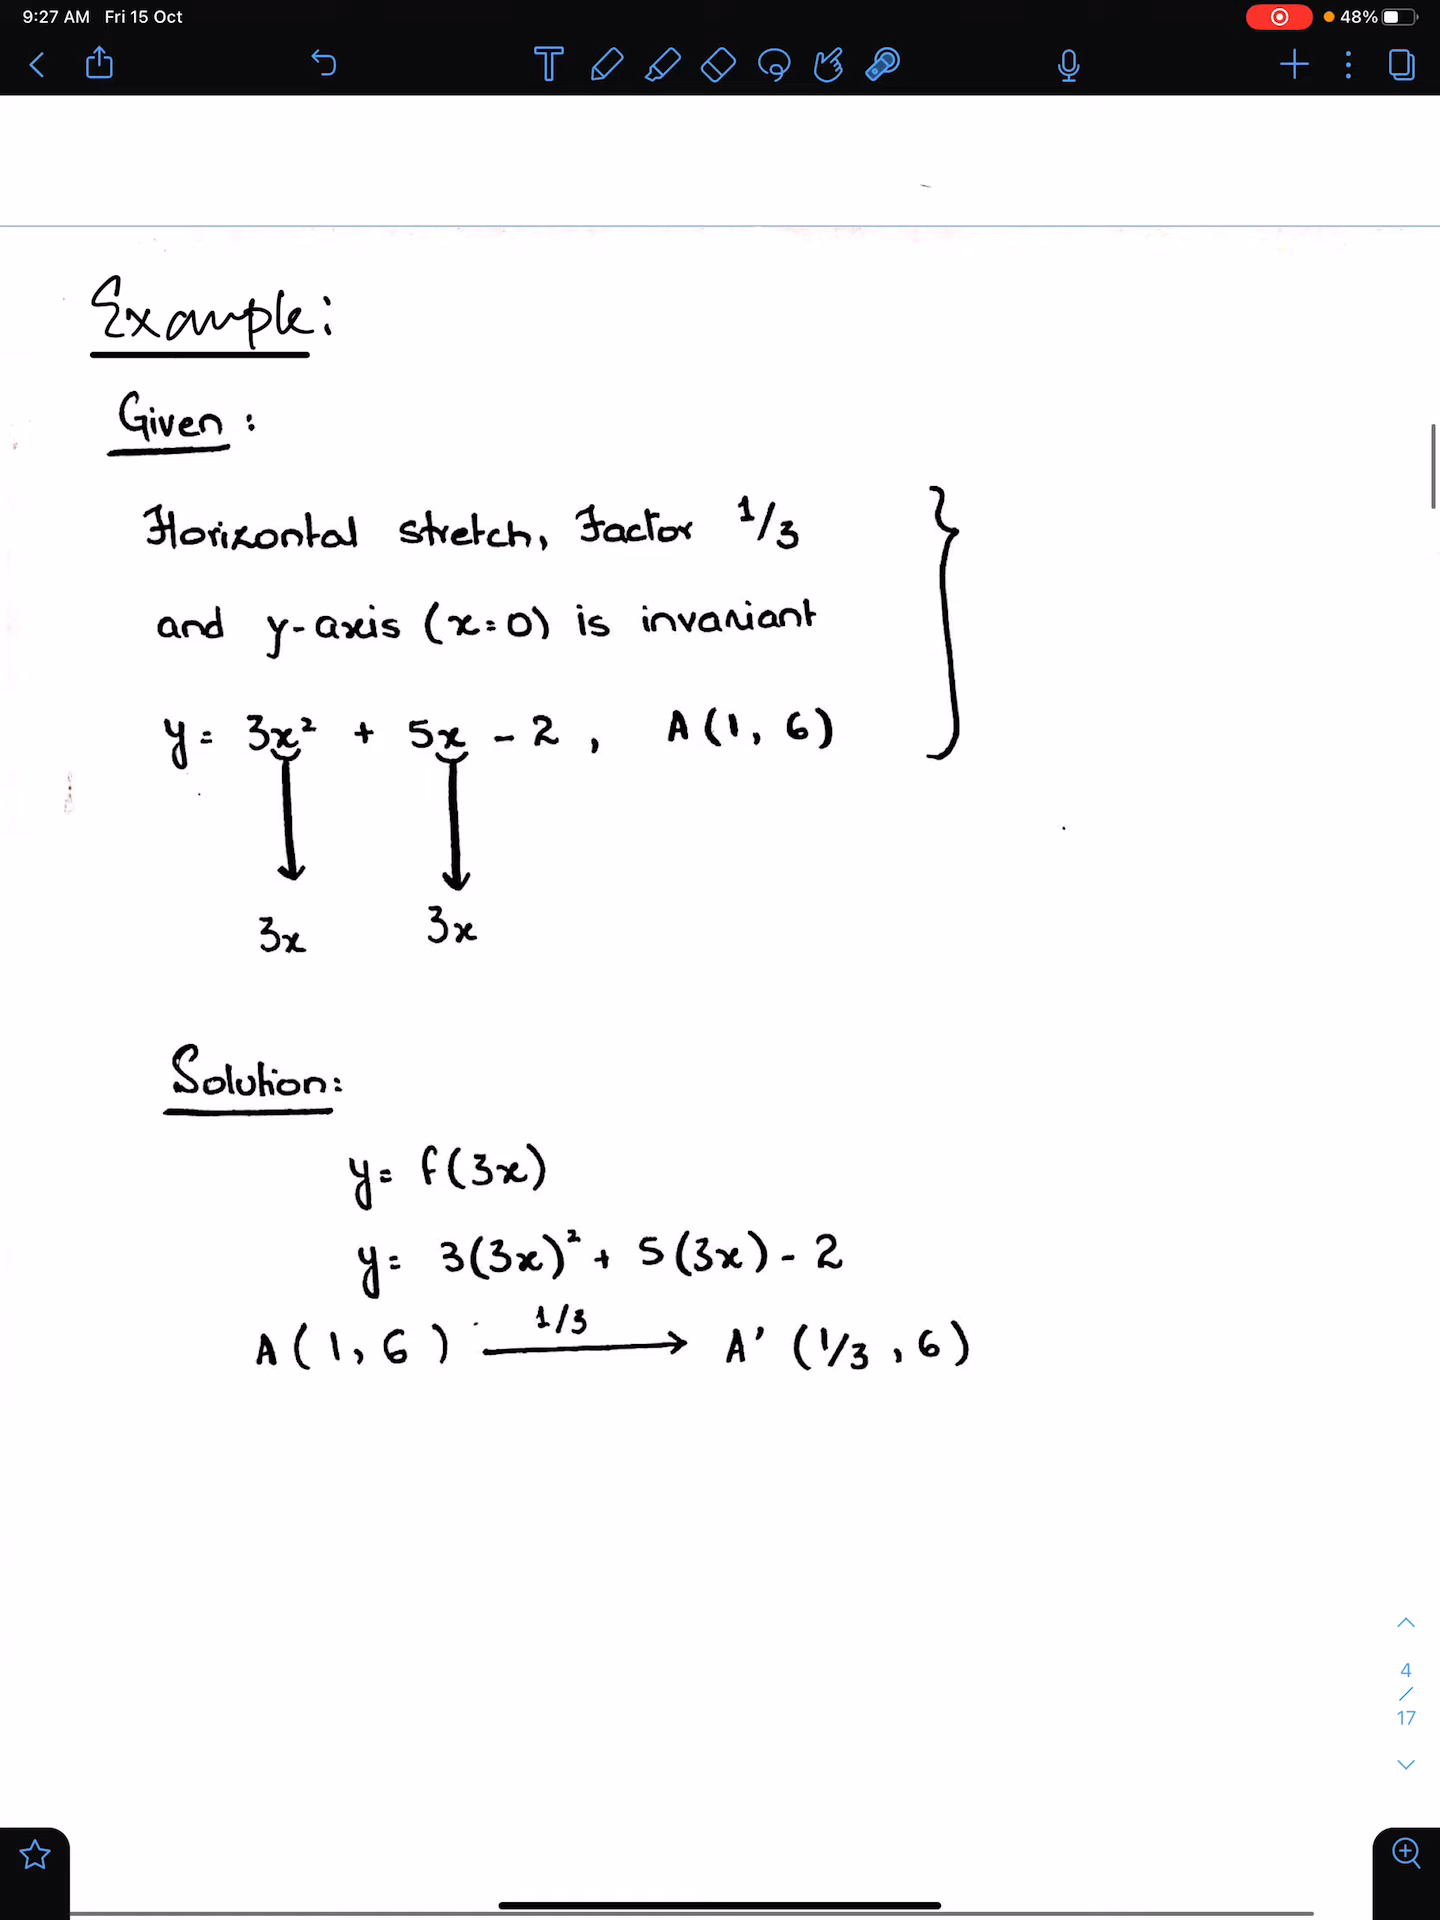 9:27 AM Fri 15 Oct 48%
T
Example:
Given:
Horizontal stretch, Factor 1/3
and y-axis (x=0) is invariant
y= 3x² + 5x - 2, A(1, 6)
3x 3x
Solution:
y= f(3x)
y= 3(3x)² + 5(3x) - 2
1/3
A(1, 6) → A' (1/3, 6)
4
/
17